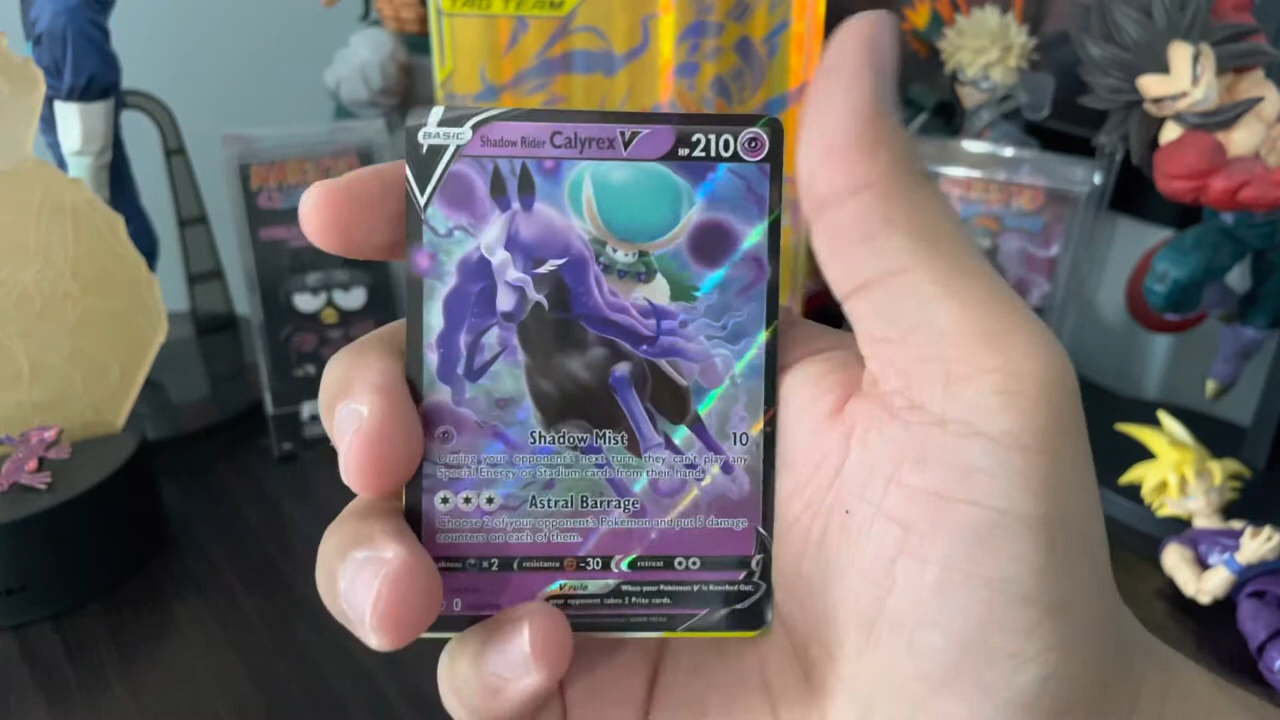 TAG TEAM
BASIC
Shadow Rider Calyrex V HP 210
Shadow Mist 10
During your opponent's next turn, they can't play any
Special Energy or Stadium cards from their hand.
Astral Barrage
Choose 2 of your opponent's Pokémon and put 5 damage
counters on each of them.
×2 resistance -30 retreat
V rule When your Pokémon V is Knocked Out,
your opponent takes 2 Prize cards.